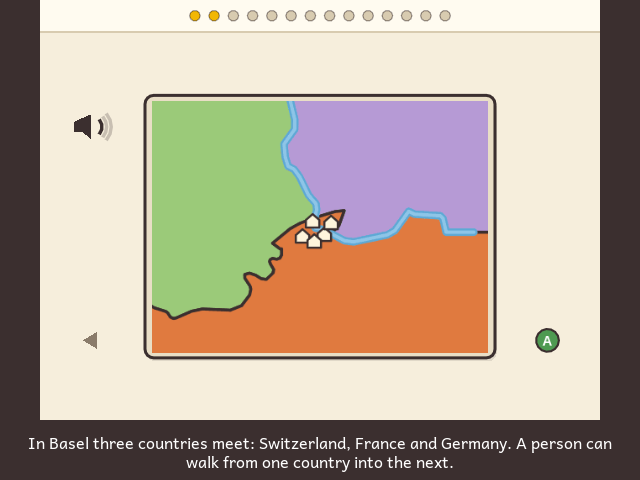 A
In Basel three countries meet: Switzerland, France and Germany. A person can
walk from one country into the next.